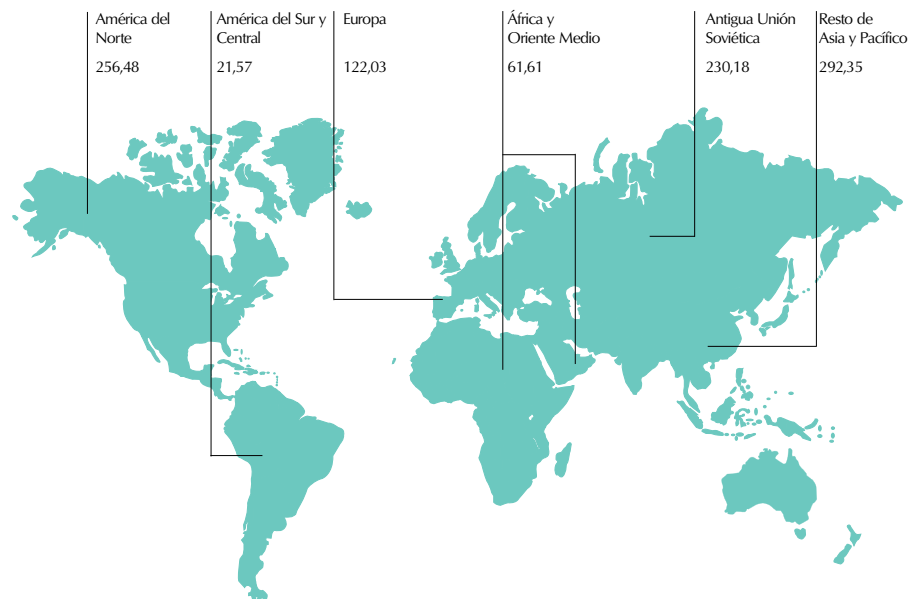 América del
Norte
256,48
América del Sur y
Central
21,57
Europa
122,03
África y
Oriente Medio
61,61
Antigua Unión
Soviética
230,18
Resto de
Asia y Pacífico
292,35